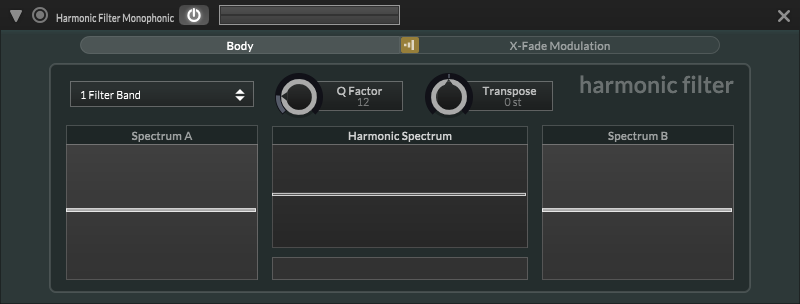 Harmonic Filter Monophonic
Body
X-Fade Modulation
1 Filter Band
Q Factor
12
Transpose
0 st
harmonic filter
Spectrum A
Harmonic Spectrum
Spectrum B